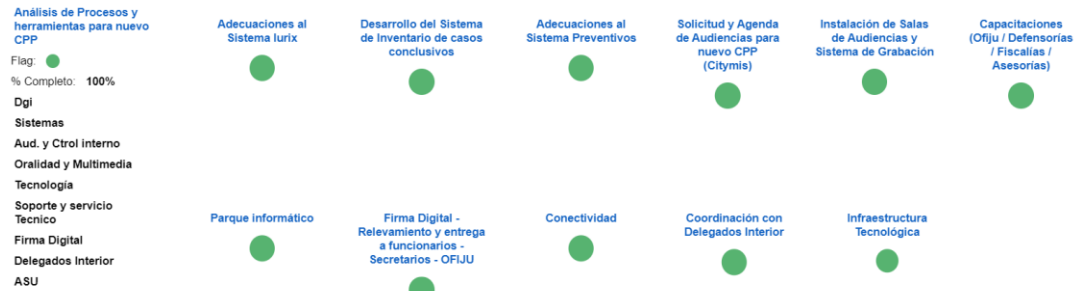 Análisis de Procesos y
herramientas para nuevo
CPP
Flag:
% Completo: 100%
Dgi
Sistemas
Aud. y Ctrol interno
Oralidad y Multimedia
Tecnología
Soporte y servicio
Tecnico
Firma Digital
Delegados Interior
ASU
Adecuaciones al
Sistema Iurix
Desarrollo del Sistema
de Inventario de casos
conclusivos
Adecuaciones al
Sistema Preventivos
Solicitud y Agenda
de Audiencias para
nuevo CPP
(Citymis)
Instalación de Salas
de Audiencias y
Sistema de Grabación
Capacitaciones
(Ofiju / Defensorías
/ Fiscalías /
Asesorías)
Parque informático
Firma Digital -
Relevamiento y entrega
a funcionarios -
Secretarios - OFIJU
Conectividad
Coordinación con
Delegados Interior
Infraestructura
Tecnológica